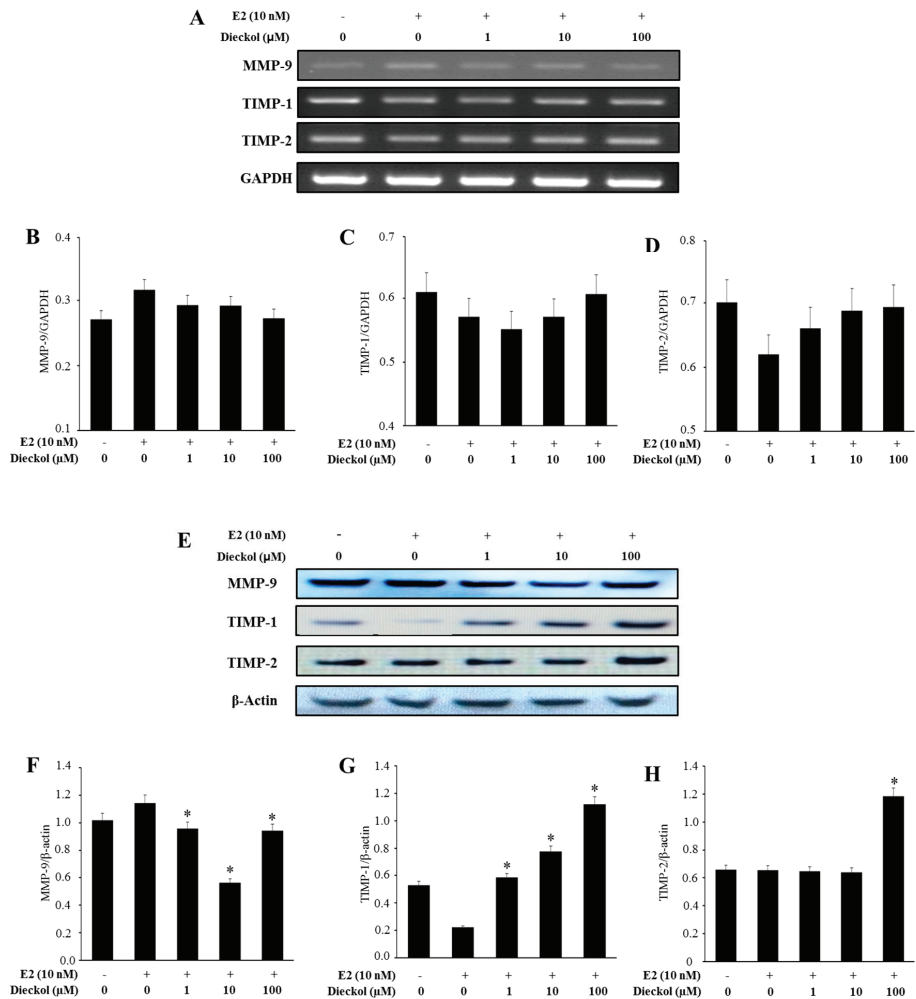 A
E2 (10 nM) - + + + +
Dieckol (μM) 0 0 1 10 100
MMP-9
TIMP-1
TIMP-2
GAPDH
B
MMP-9/GAPDH
0.4
0.3
0.2
0.1
E2 (10 nM) - + + + +
Dieckol (μM) 0 0 1 10 100
C
TIMP-1/GAPDH
0.7
0.6
0.5
0.4
E2 (10 nM) - + + + +
Dieckol (μM) 0 0 1 10 100
D
TIMP-2/GAPDH
0.8
0.7
0.6
0.5
E2 (10 nM) - + + + +
Dieckol (μM) 0 0 1 10 100
E
E2 (10 nM) - + + + +
Dieckol (μM) 0 0 1 10 100
MMP-9
TIMP-1
TIMP-2
β-Actin
F
MMP-9/β-actin
1.4
1.2
1.0
0.8
0.6
0.4
0.2
0.0
* * *
E2 (10 nM) - + + + +
Dieckol (μM) 0 0 1 10 100
G
TIMP-1/β-actin
1.4
1.2
1.0
0.8
0.6
0.4
0.2
0.0
* * *
E2 (10 nM) - + + + +
Dieckol (μM) 0 0 1 10 100
H
TIMP-2/β-actin
1.4
1.2
1.0
0.8
0.6
0.4
0.2
0
*
E2 (10 nM) - + + + +
Dieckol (μM) 0 0 1 10 100